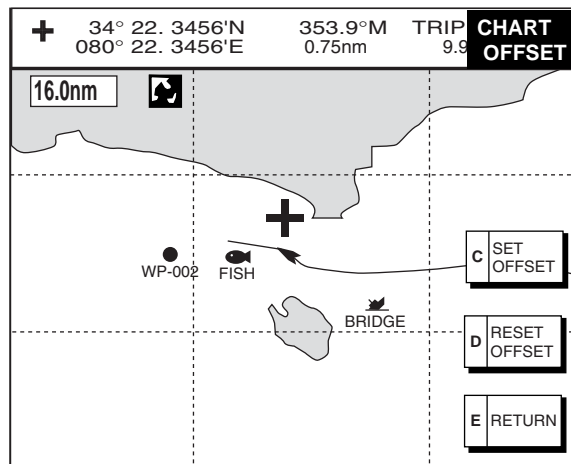 34° 22. 3456'N 353.9°M TRIP CHART
080° 22. 3456'E 0.75nm 9.9 OFFSET
16.0nm
WP-002 FISH
BRIDGE
C SET
OFFSET
D RESET
OFFSET
E RETURN